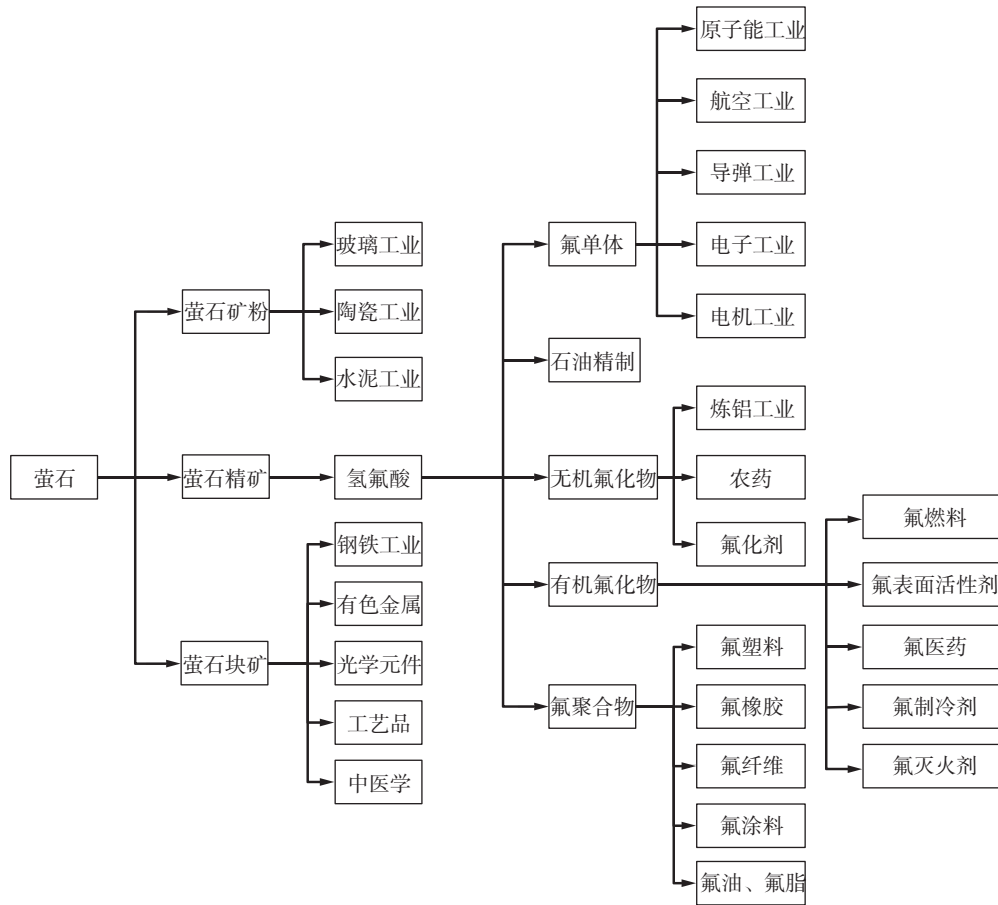 萤石
萤石矿粉
玻璃工业
陶瓷工业
水泥工业
萤石精矿
氢氟酸
氟单体
原子能工业
航空工业
导弹工业
电子工业
电机工业
石油精制
无机氟化物
炼铝工业
农药
氟化剂
有机氟化物
氟燃料
氟表面活性剂
氟医药
氟制冷剂
氟灭火剂
氟聚合物
氟塑料
氟橡胶
氟纤维
氟涂料
氟油、氟脂
萤石块矿
钢铁工业
有色金属
光学元件
工艺品
中医学